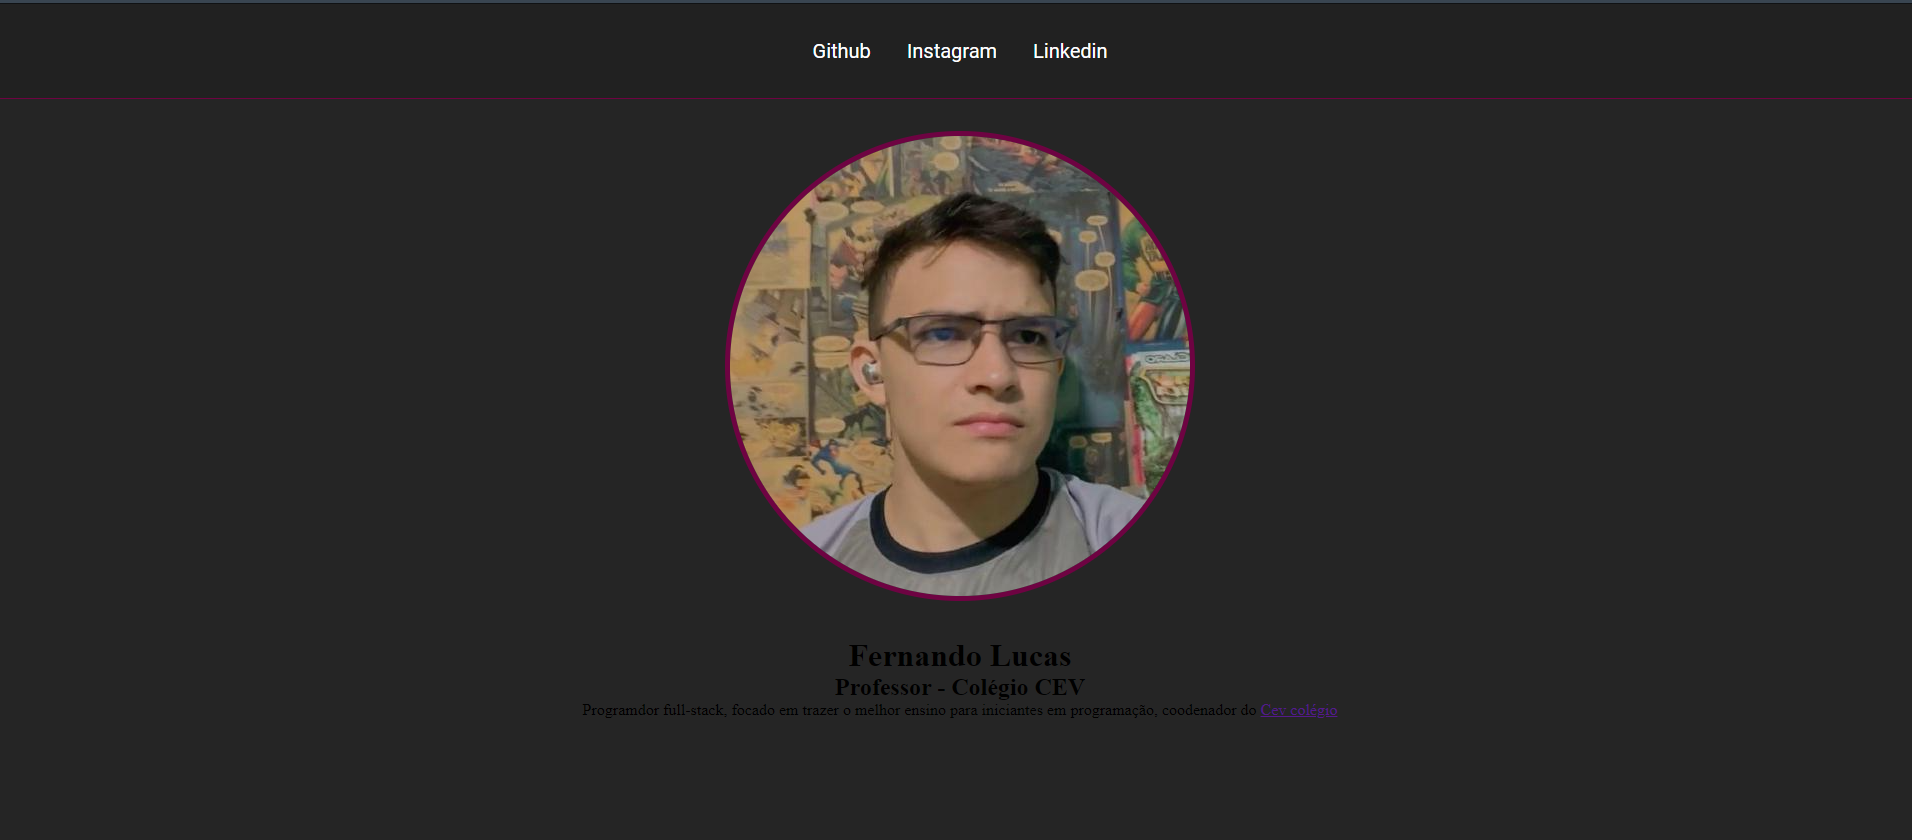 Github Instagram Linkedin
Fernando Lucas
Professor - Colégio CEV
Programdor full-stack, focado em trazer o melhor ensino para iniciantes em programação, coodenador do Cev colégio